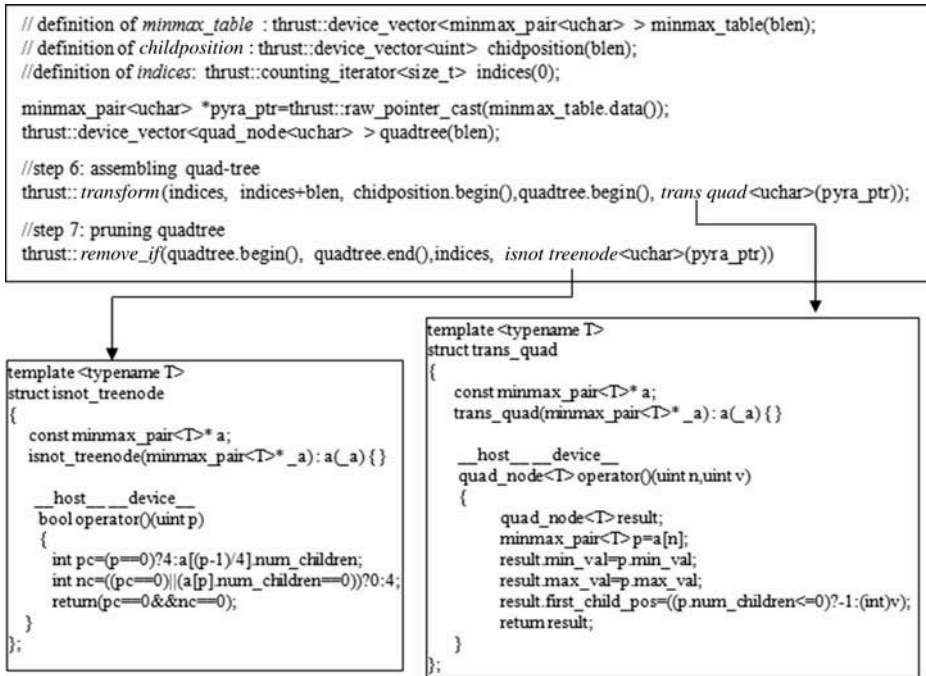 // definition of minmax_table : thrust::device_vector<minmax_pair<uchar> > minmax_table(blen);
// definition of childposition : thrust::device_vector<uint> chidposition(blen);
//definition of indices: thrust::counting_iterator<size_t> indices(0);
minmax_pair<uchar> *pyra_ptr=thrust::raw_pointer_cast(minmax_table.data());
thrust::device_vector<quad_node<uchar> > quadtree(blen);
//step 6: assembling quad-tree
thrust:: transform(indices, indices+blen, chidposition.begin(),quadtree.begin(), trans quad<uchar>(pyra_ptr));
//step 7: pruning quadtree
thrust:: remove_if(quadtree.begin(), quadtree.end(),indices, isnot treenode<uchar>(pyra_ptr))
template <typename T>
struct isnot_treenode
{
const minmax_pair<T>* a;
isnot_treenode(minmax_pair<T>* _a) : a(_a) { }
__host__ __device__
bool operator()(uint p)
{
int pc=(p==0)?4:a[(p-1)/4].num_children;
int nc=((pc==0)||(a[p].num_children==0))?0:4;
return(pc==0&&nc==0);
}
};
template <typename T>
struct trans_quad
{
const minmax_pair<T>* a;
trans_quad(minmax_pair<T>* _a) : a(_a) { }
__host__ __device__
quad_node<T> operator()(uint n,uint v)
{
quad_node<T> result;
minmax_pair<T> p=a[n];
result.min_val=p.min_val;
result.max_val=p.max_val;
result.first_child_pos=((p.num_children<=0)?-1:(int)v);
return result;
}
};